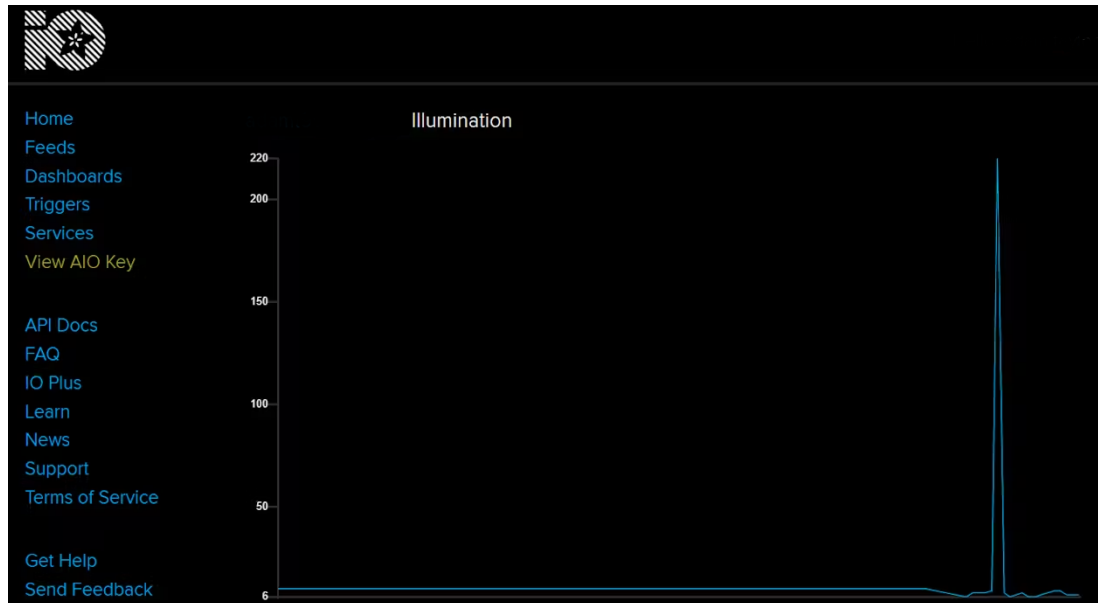 iO
Home
Feeds
Dashboards
Triggers
Services
View AIO Key
API Docs
FAQ
IO Plus
Learn
News
Support
Terms of Service
Get Help
Send Feedback
Illumination
220
200
150
100
50
6